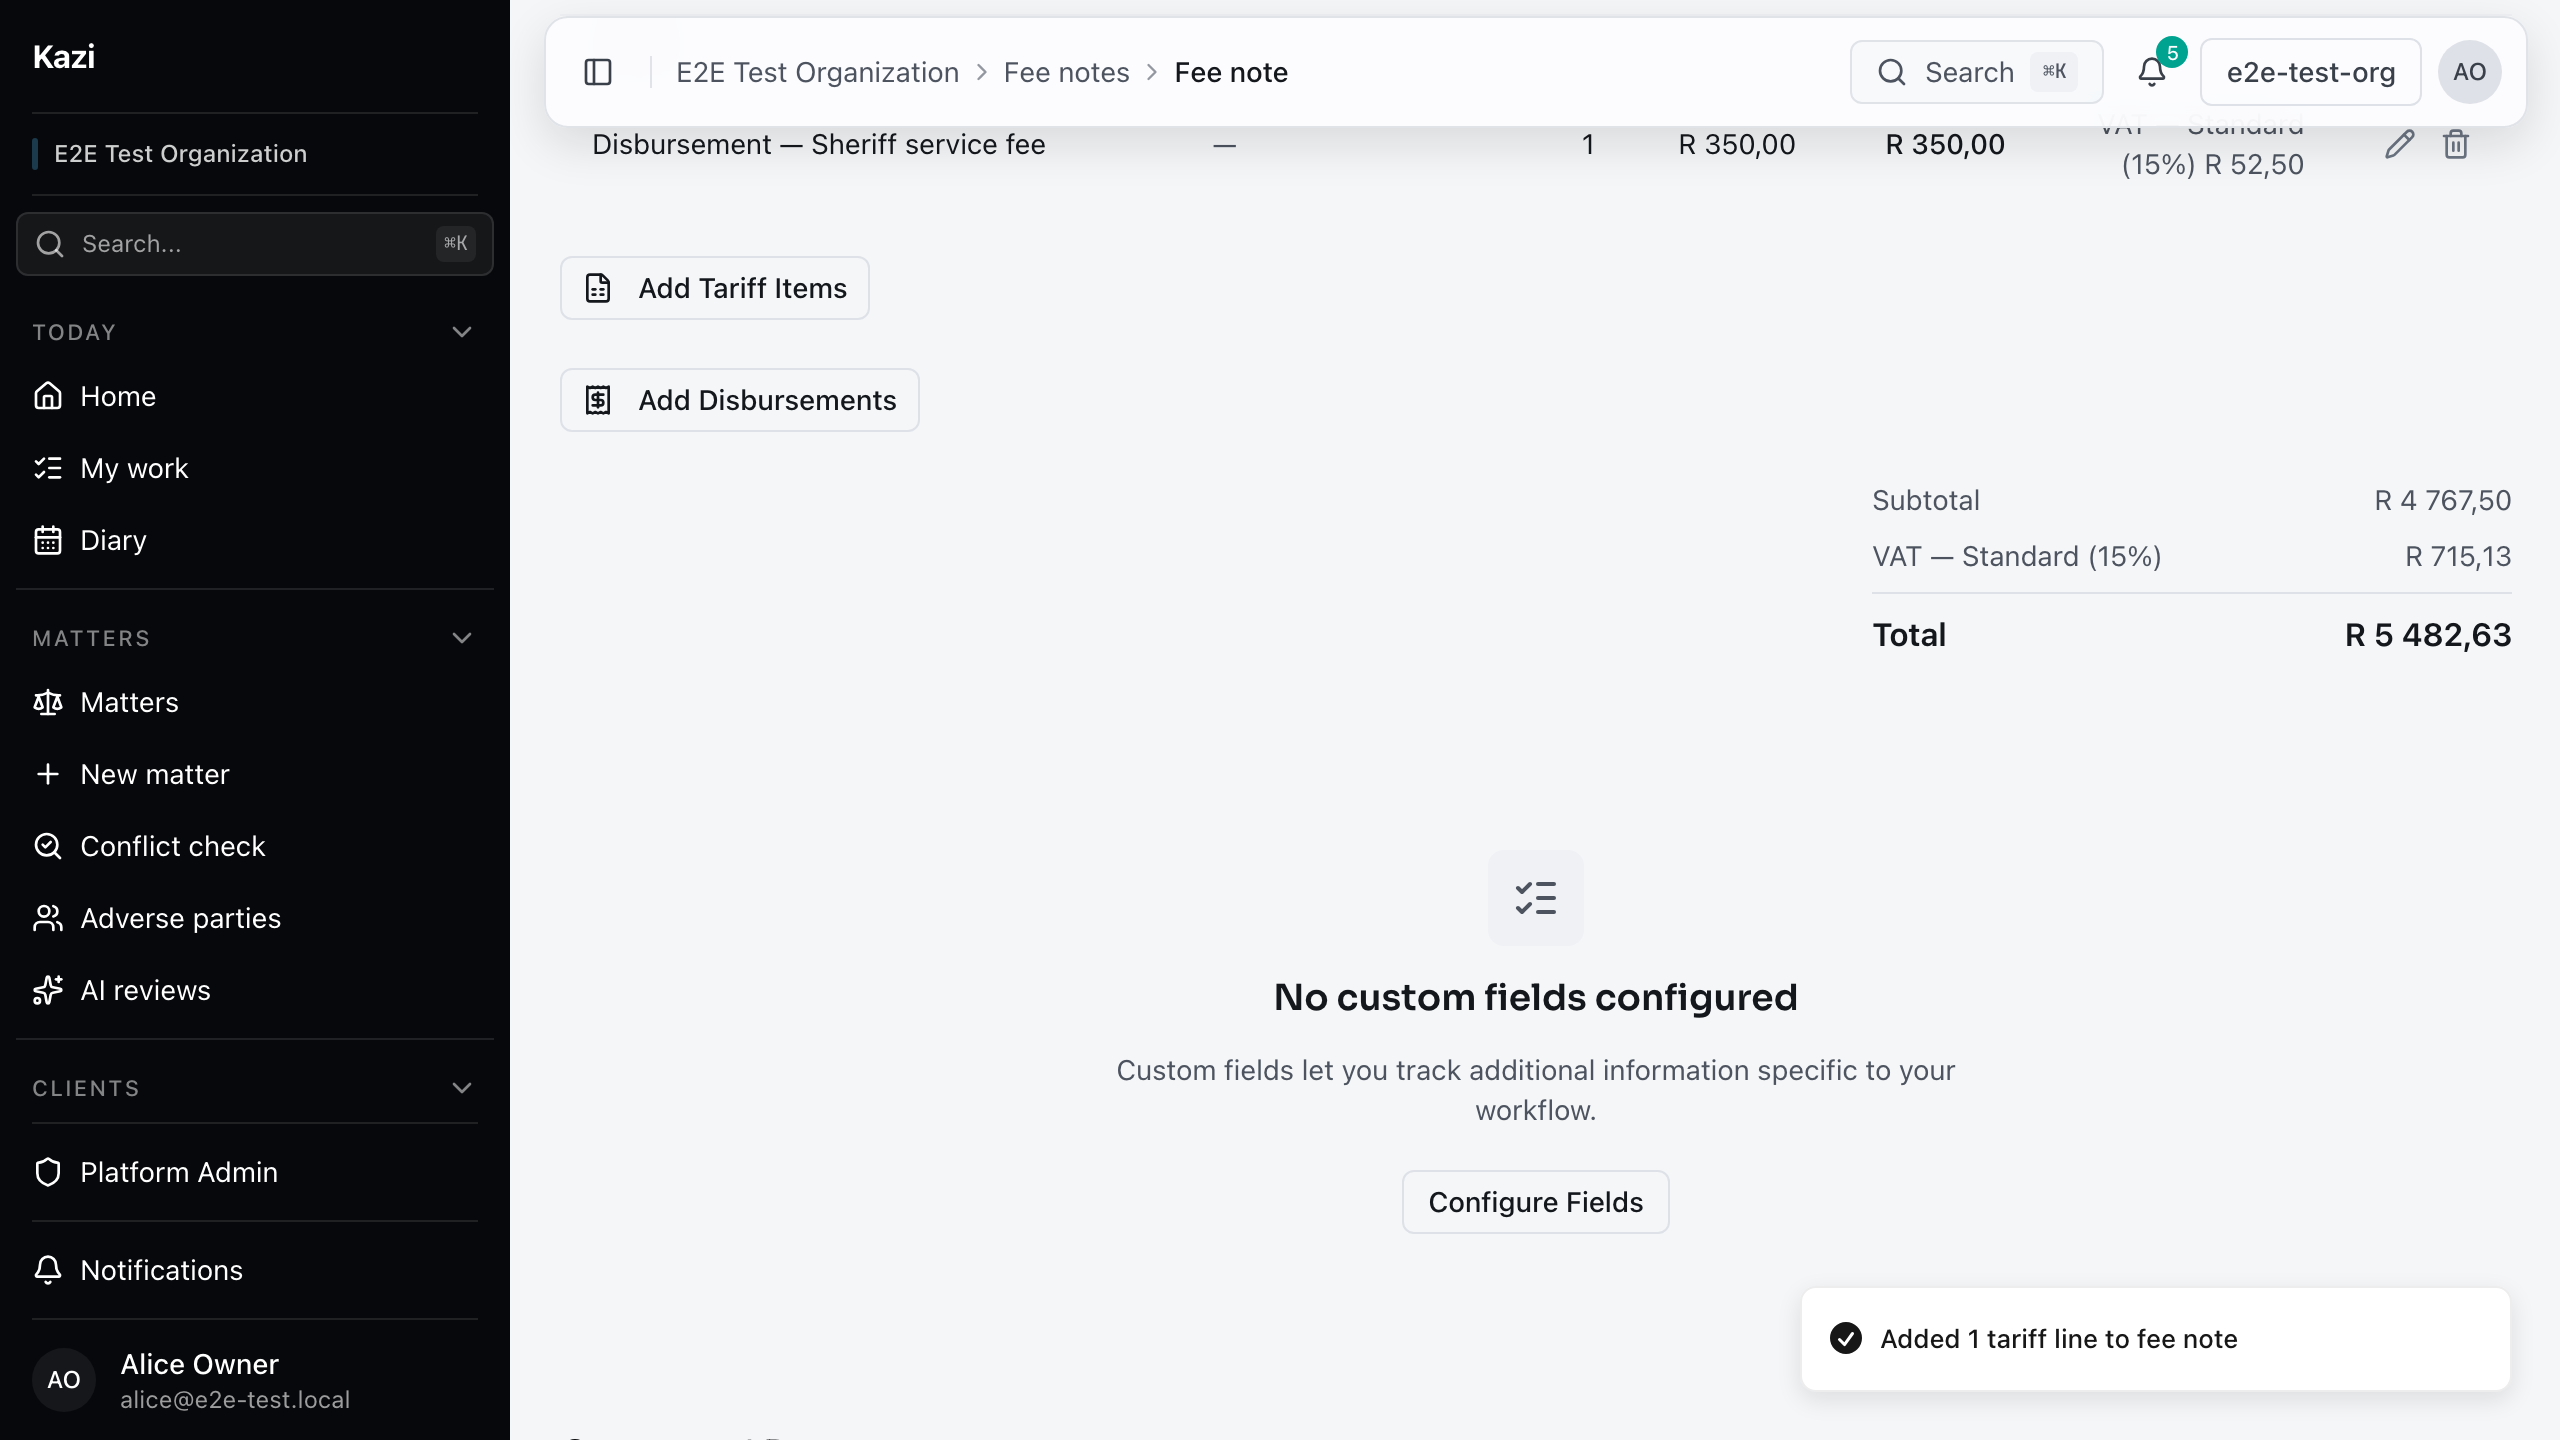 Kazi
E2E Test Organization
Search... ⌘K
TODAY
Home
My work
Diary
MATTERS
Matters
New matter
Conflict check
Adverse parties
AI reviews
CLIENTS
Platform Admin
Notifications
AO
Alice Owner
alice@e2e-test.local
E2E Test Organization > Fee notes > Fee note
Search ⌘K
5
e2e-test-org
AO
Disbursement — Sheriff service fee — 1 R 350,00 R 350,00
VAT — Standard
(15%) R 52,50
Add Tariff Items
Add Disbursements
Subtotal R 4 767,50
VAT — Standard (15%) R 715,13
Total R 5 482,63
No custom fields configured
Custom fields let you track additional information specific to your
workflow.
Configure Fields
Added 1 tariff line to fee note